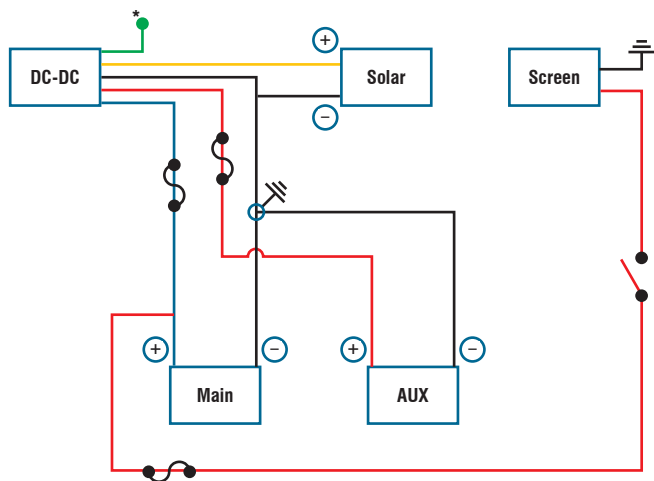 *
+
DC-DC
Solar
Screen
−
+
−
+
−
Main
AUX